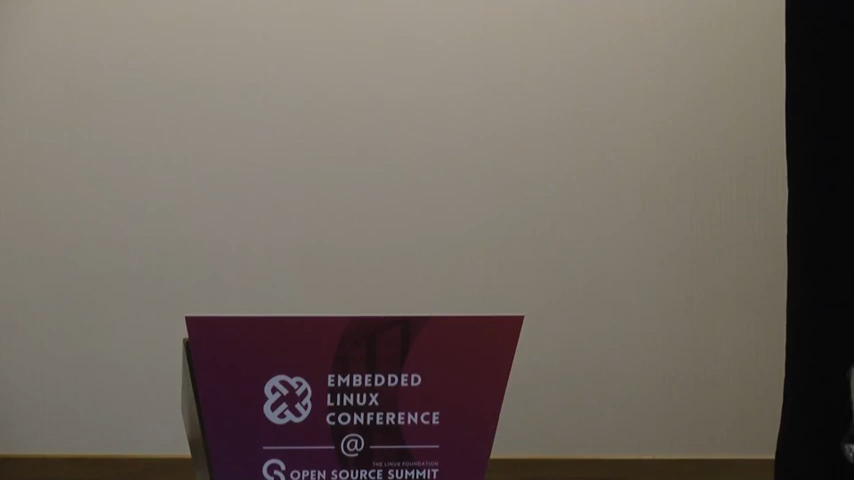 EMBEDDED
LINUX
CONFERENCE
@
THE LINUX FOUNDATION
OPEN SOURCE SUMMIT